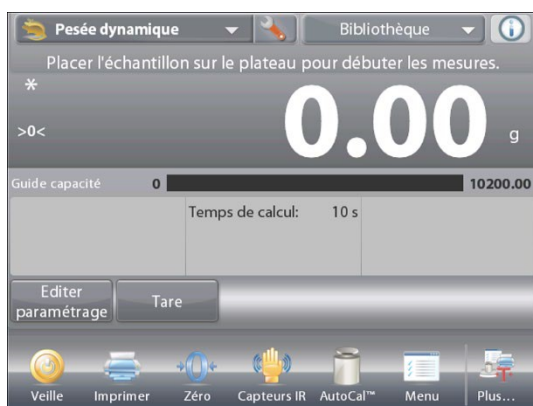 Pesée dynamique Bibliothèque
Placer l'échantillon sur le plateau pour débuter les mesures.
*
>0< 0.00 g
Guide capacité 0 10200.00
Temps de calcul: 10 s
Editer paramétrage Tare
→0← 
Veille Imprimer Zéro Capteurs IR AutoCal™ Menu Plus...